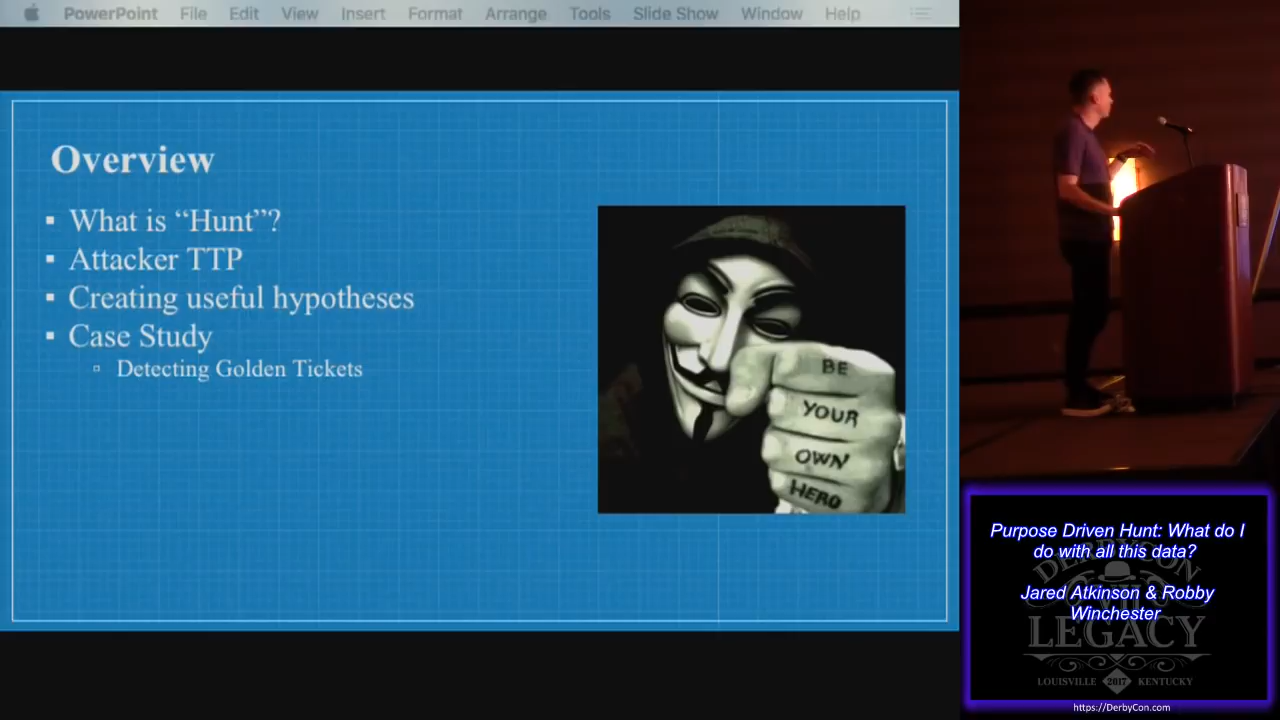 PowerPoint File Edit View Insert Format Arrange Tools Slide Show Window Help
Overview
▪ What is “Hunt”?
▪ Attacker TTP
▪ Creating useful hypotheses
▪ Case Study
▫ Detecting Golden Tickets
BE
YOUR
OWN
HERO
Purpose Driven Hunt: What do I
do with all this data?
Jared Atkinson & Robby
Winchester
DERBYCON
VII
LEGACY
LOUISVILLE 2017 KENTUCKY
https://DerbyCon.com